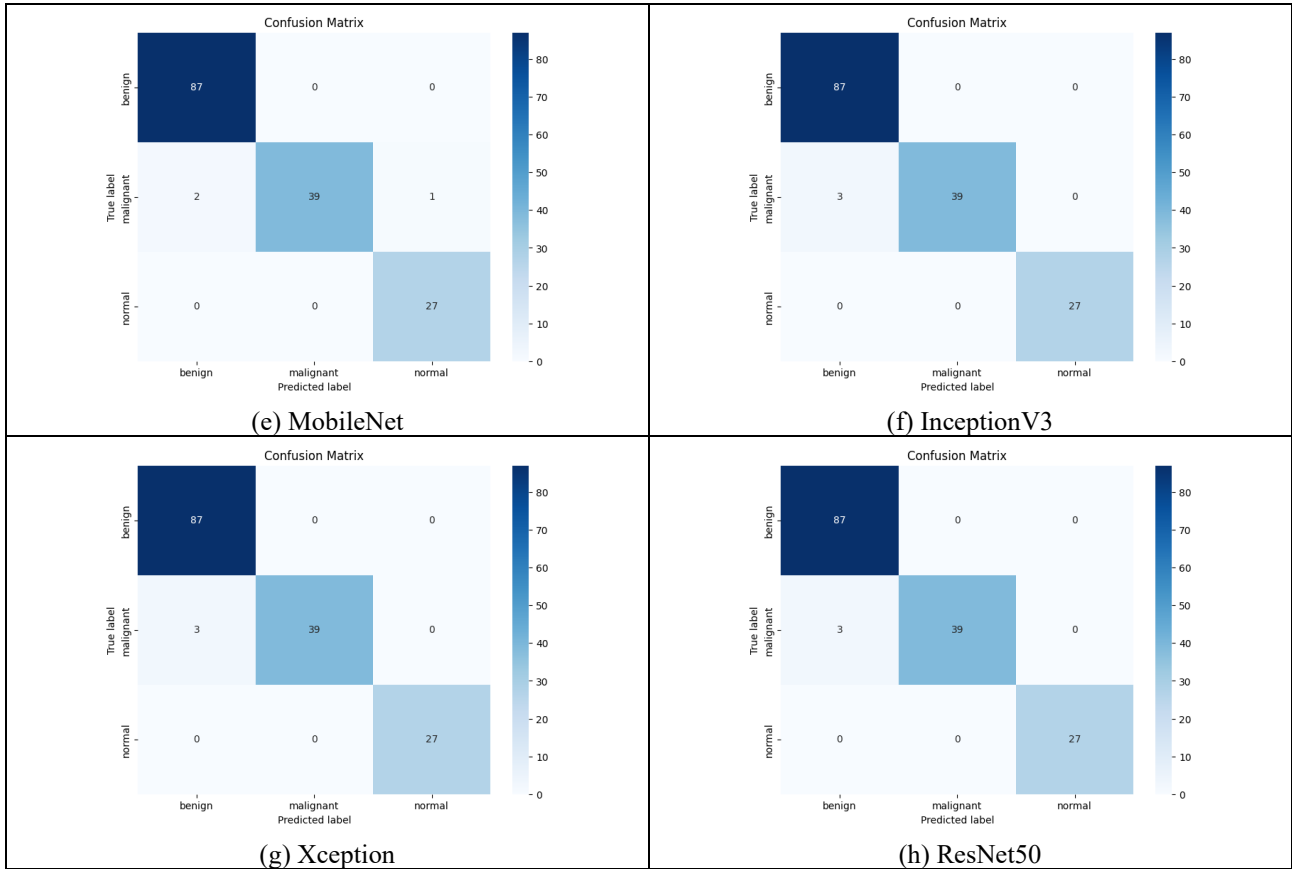 Confusion Matrix
True label
benign
malignant
normal
87 0 0
2 39 1
0 0 27
80
70
60
50
40
30
20
10
0
benign malignant normal
Predicted label
(e) MobileNet
Confusion Matrix
True label
benign
malignant
normal
87 0 0
3 39 0
0 0 27
80
70
60
50
40
30
20
10
0
benign malignant normal
Predicted label
(f) InceptionV3
Confusion Matrix
True label
benign
malignant
normal
87 0 0
3 39 0
0 0 27
80
70
60
50
40
30
20
10
0
benign malignant normal
Predicted label
(g) Xception
Confusion Matrix
True label
benign
malignant
normal
87 0 0
3 39 0
0 0 27
80
70
60
50
40
30
20
10
0
benign malignant normal
Predicted label
(h) ResNet50